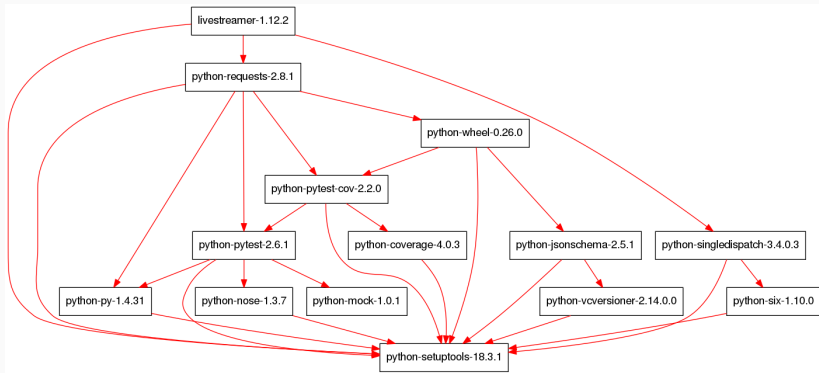 livestreamer-1.12.2
python-requests-2.8.1
python-wheel-0.26.0
python-pytest-cov-2.2.0
python-pytest-2.6.1
python-coverage-4.0.3
python-jsonschema-2.5.1
python-singledispatch-3.4.0.3
python-py-1.4.31
python-nose-1.3.7
python-mock-1.0.1
python-vcversioner-2.14.0.0
python-six-1.10.0
python-setuptools-18.3.1